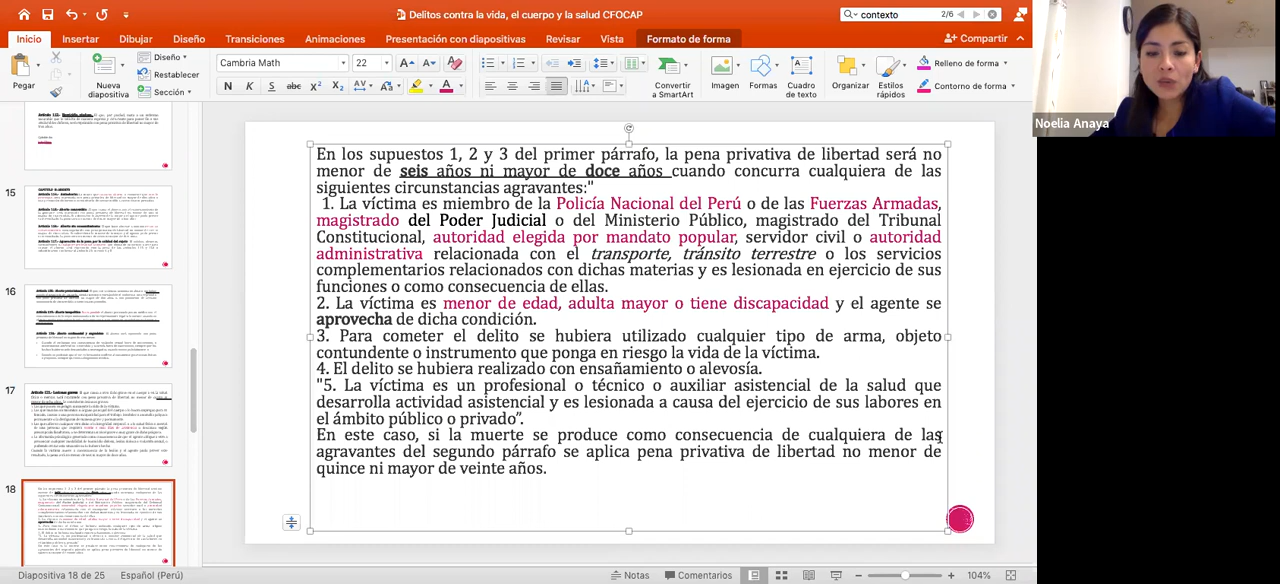 Delitos contra la vida, el cuerpo y la salud CFOCAP
contexto
2/6
Inicio Insertar Dibujar Diseño Transiciones Animaciones Presentación con diapositivas Revisar Vista Formato de forma Compartir
Pegar
Nueva diapositiva
Diseño
Restablecer
Sección
Cambria Math 22
N K S abc X² X₂
Convertir a SmartArt
Imagen
Formas
Cuadro de texto
Organizar
Estilos rápidos
Relleno de forma
Contorno de forma
Noelia Anaya
15
16
17
18
En los supuestos 1, 2 y 3 del primer párrafo, la pena privativa de libertad será no
menor de seis años ni mayor de doce años cuando concurra cualquiera de las
siguientes circunstancias agravantes:"
1. La víctima es miembro de la Policía Nacional del Perú o de las Fuerzas Armadas,
magistrado del Poder Judicial o del Ministerio Público, magistrado del Tribunal
Constitucional, autoridad elegida por mandato popular, servidor civil o autoridad
administrativa relacionada con el transporte, tránsito terrestre o los servicios
complementarios relacionados con dichas materias y es lesionada en ejercicio de sus
funciones o como consecuencia de ellas.
2. La víctima es menor de edad, adulta mayor o tiene discapacidad y el agente se
aprovecha de dicha condición.
3. Para cometer el delito se hubiera utilizado cualquier tipo de arma, objeto
contundente o instrumento que ponga en riesgo la vida de la víctima.
4. El delito se hubiera realizado con ensañamiento o alevosía.
"5. La víctima es un profesional o técnico o auxiliar asistencial de la salud que
desarrolla actividad asistencial y es lesionada a causa del ejercicio de sus labores en
el ámbito público o privado"
En este caso, si la muerte se produce como consecuencia de cualquiera de las
agravantes del segundo párrafo se aplica pena privativa de libertad no menor de
quince ni mayor de veinte años.
Diapositiva 18 de 25 Español (Perú) Notas Comentarios 104%